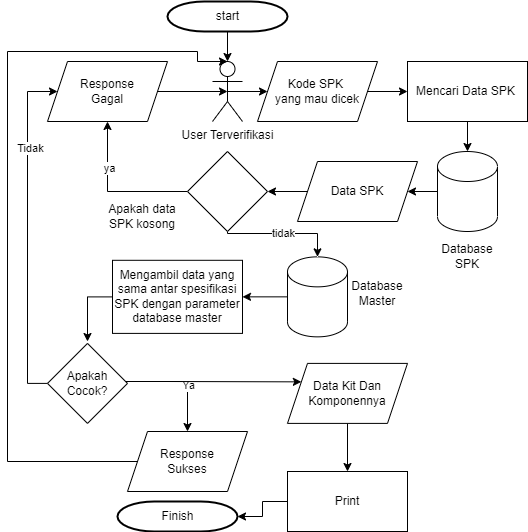 start
Response
Gagal
Kode SPK
yang mau dicek
Mencari Data SPK
User Terverifikasi
Tidak
ya
Data SPK
Apakah data
SPK kosong
tidak
Database
SPK
Mengambil data yang
sama antar spesifikasi
SPK dengan parameter
database master
Database
Master
Apakah
Cocok?
Ya
Data Kit Dan
Komponennya
Response
Sukses
Print
Finish